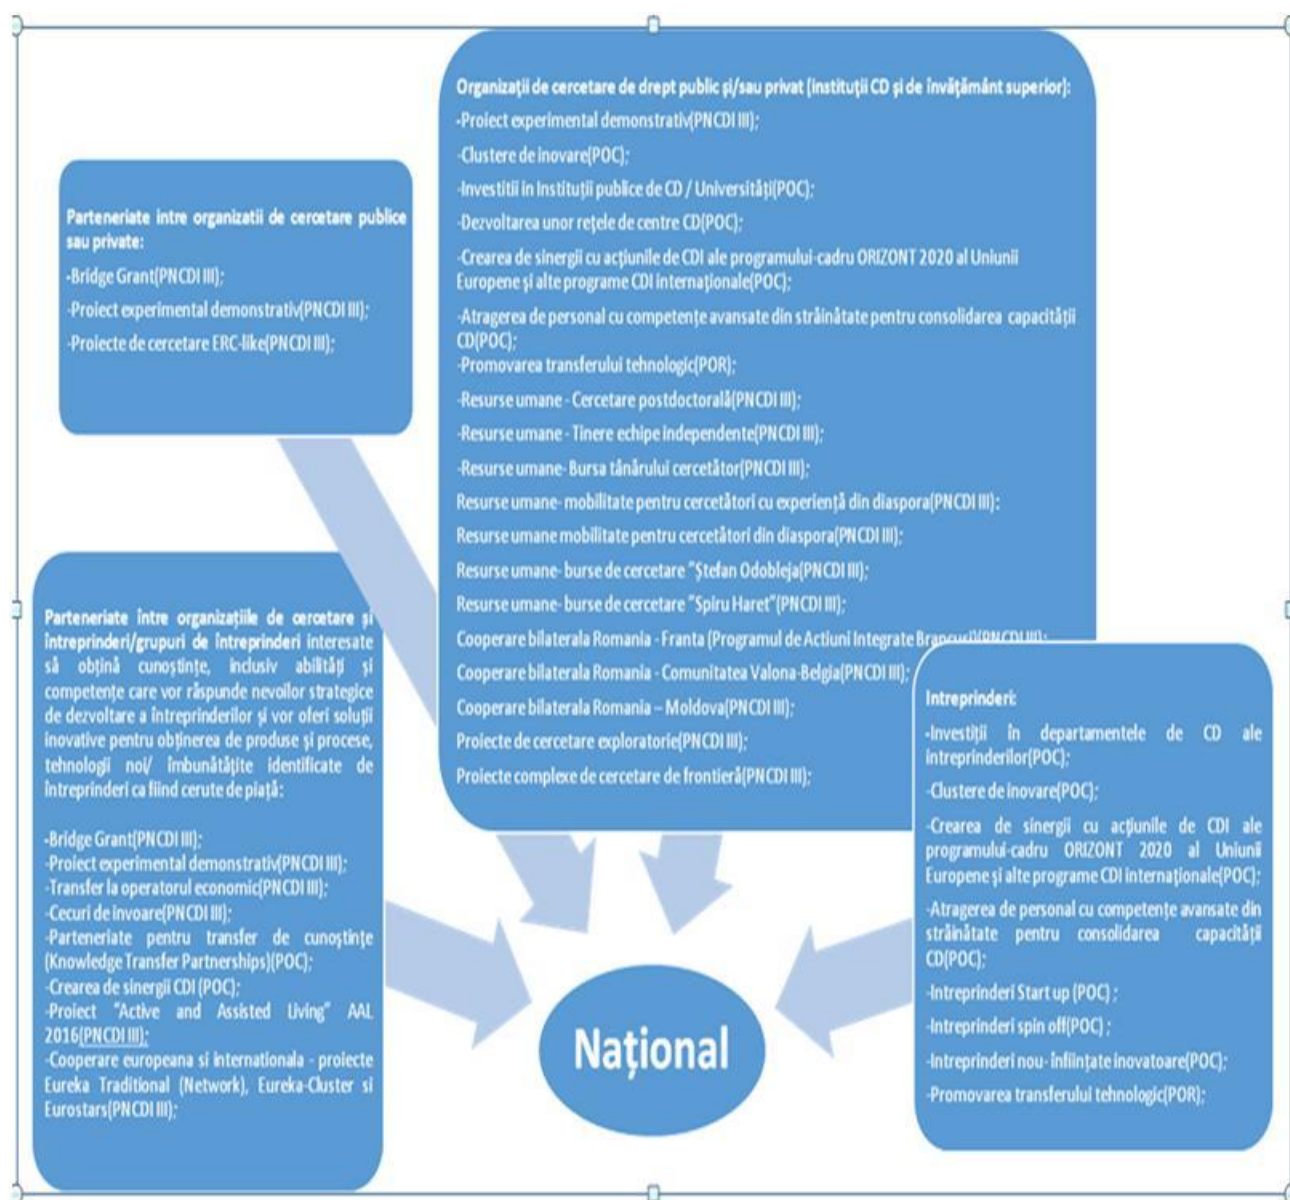 Organizații de cercetare de drept public și/sau privat (instituții CD și de învățământ superior):
-Proiect experimental demonstrativ(PNCDI III);
-Clustere de inovare(POC);
-Investitii in Instituții publice de CD / Universități(POC);
-Dezvoltarea unor rețele de centre CD(POC);
-Crearea de sinergii cu acțiunile de CDI ale programului-cadru ORIZONT 2020 al Uniunii
Europene și alte programe CDI internaționale(POC);
-Atragerea de personal cu competențe avansate din străinătate pentru consolidarea capacității
CD(POC);
-Promovarea transferului tehnologic(POR);
-Resurse umane - Cercetare postdoctorală(PNCDI III);
-Resurse umane - Tinere echipe independente(PNCDI III);
-Resurse umane- Bursa tânărului cercetător(PNCDI III);
Resurse umane- mobilitate pentru cercetători cu experiență din diaspora(PNCDI III):
Resurse umane mobilitate pentru cercetători din diaspora(PNCDI III);
Resurse umane- burse de cercetare "Ștefan Odobleja(PNCDI III);
Resurse umane- burse de cercetare "Spiru Haret"(PNCDI III);
Cooperare bilaterala Romania - Franta (Programul de Actiuni Integrate Brancusi)(PNCDI III);
Cooperare bilaterala Romania - Comunitatea Valona-Belgia(PNCDI III);
Cooperare bilaterala Romania – Moldova(PNCDI III);
Proiecte de cercetare exploratorie(PNCDI III);
Proiecte complexe de cercetare de frontieră(PNCDI III);
Parteneriate intre organizatii de cercetare publice
sau private:
-Bridge Grant(PNCDI III);
-Proiect experimental demonstrativ(PNCDI III);
-Proiecte de cercetare ERC-like(PNCDI III);
Parteneriate între organizațiile de cercetare și
întreprinderi/grupuri de întreprinderi interesate
să obțină cunoștințe, inclusiv abilități și
competențe care vor răspunde nevoilor strategice
de dezvoltare a întreprinderilor și vor oferi soluții
inovative pentru obținerea de produse și procese,
tehnologii noi/ îmbunătățite identificate de
întreprinderi ca fiind cerute de piață:
-Bridge Grant(PNCDI III);
-Proiect experimental demonstrativ(PNCDI III);
-Transfer la operatorul economic(PNCDI III);
-Cecuri de invoare(PNCDI III);
-Parteneriate pentru transfer de cunoștințe
(Knowledge Transfer Partnerships)(POC);
-Crearea de sinergii CDI (POC);
-Proiect "Active and Assisted Living" AAL
2016(PNCDI III);
-Cooperare europeana si internationala - proiecte
Eureka Traditional (Network), Eureka-Cluster si
Eurostars(PNCDI III);
Intreprinderi:
-Investiții în departamentele de CD ale
intreprinderilor(POC);
-Clustere de inovare(POC);
-Crearea de sinergii cu acțiunile de CDI ale
programului-cadru ORIZONT 2020 al Uniunii
Europene și alte programe CDI internaționale(POC);
-Atragerea de personal cu competențe avansate din
străinătate pentru consolidarea capacității
CD(POC);
-Intreprinderi Start up (POC) ;
-Intreprinderi spin off(POC) ;
-Intreprinderi nou- înființate inovatoare(POC);
-Promovarea transferului tehnologic(POR);
Național